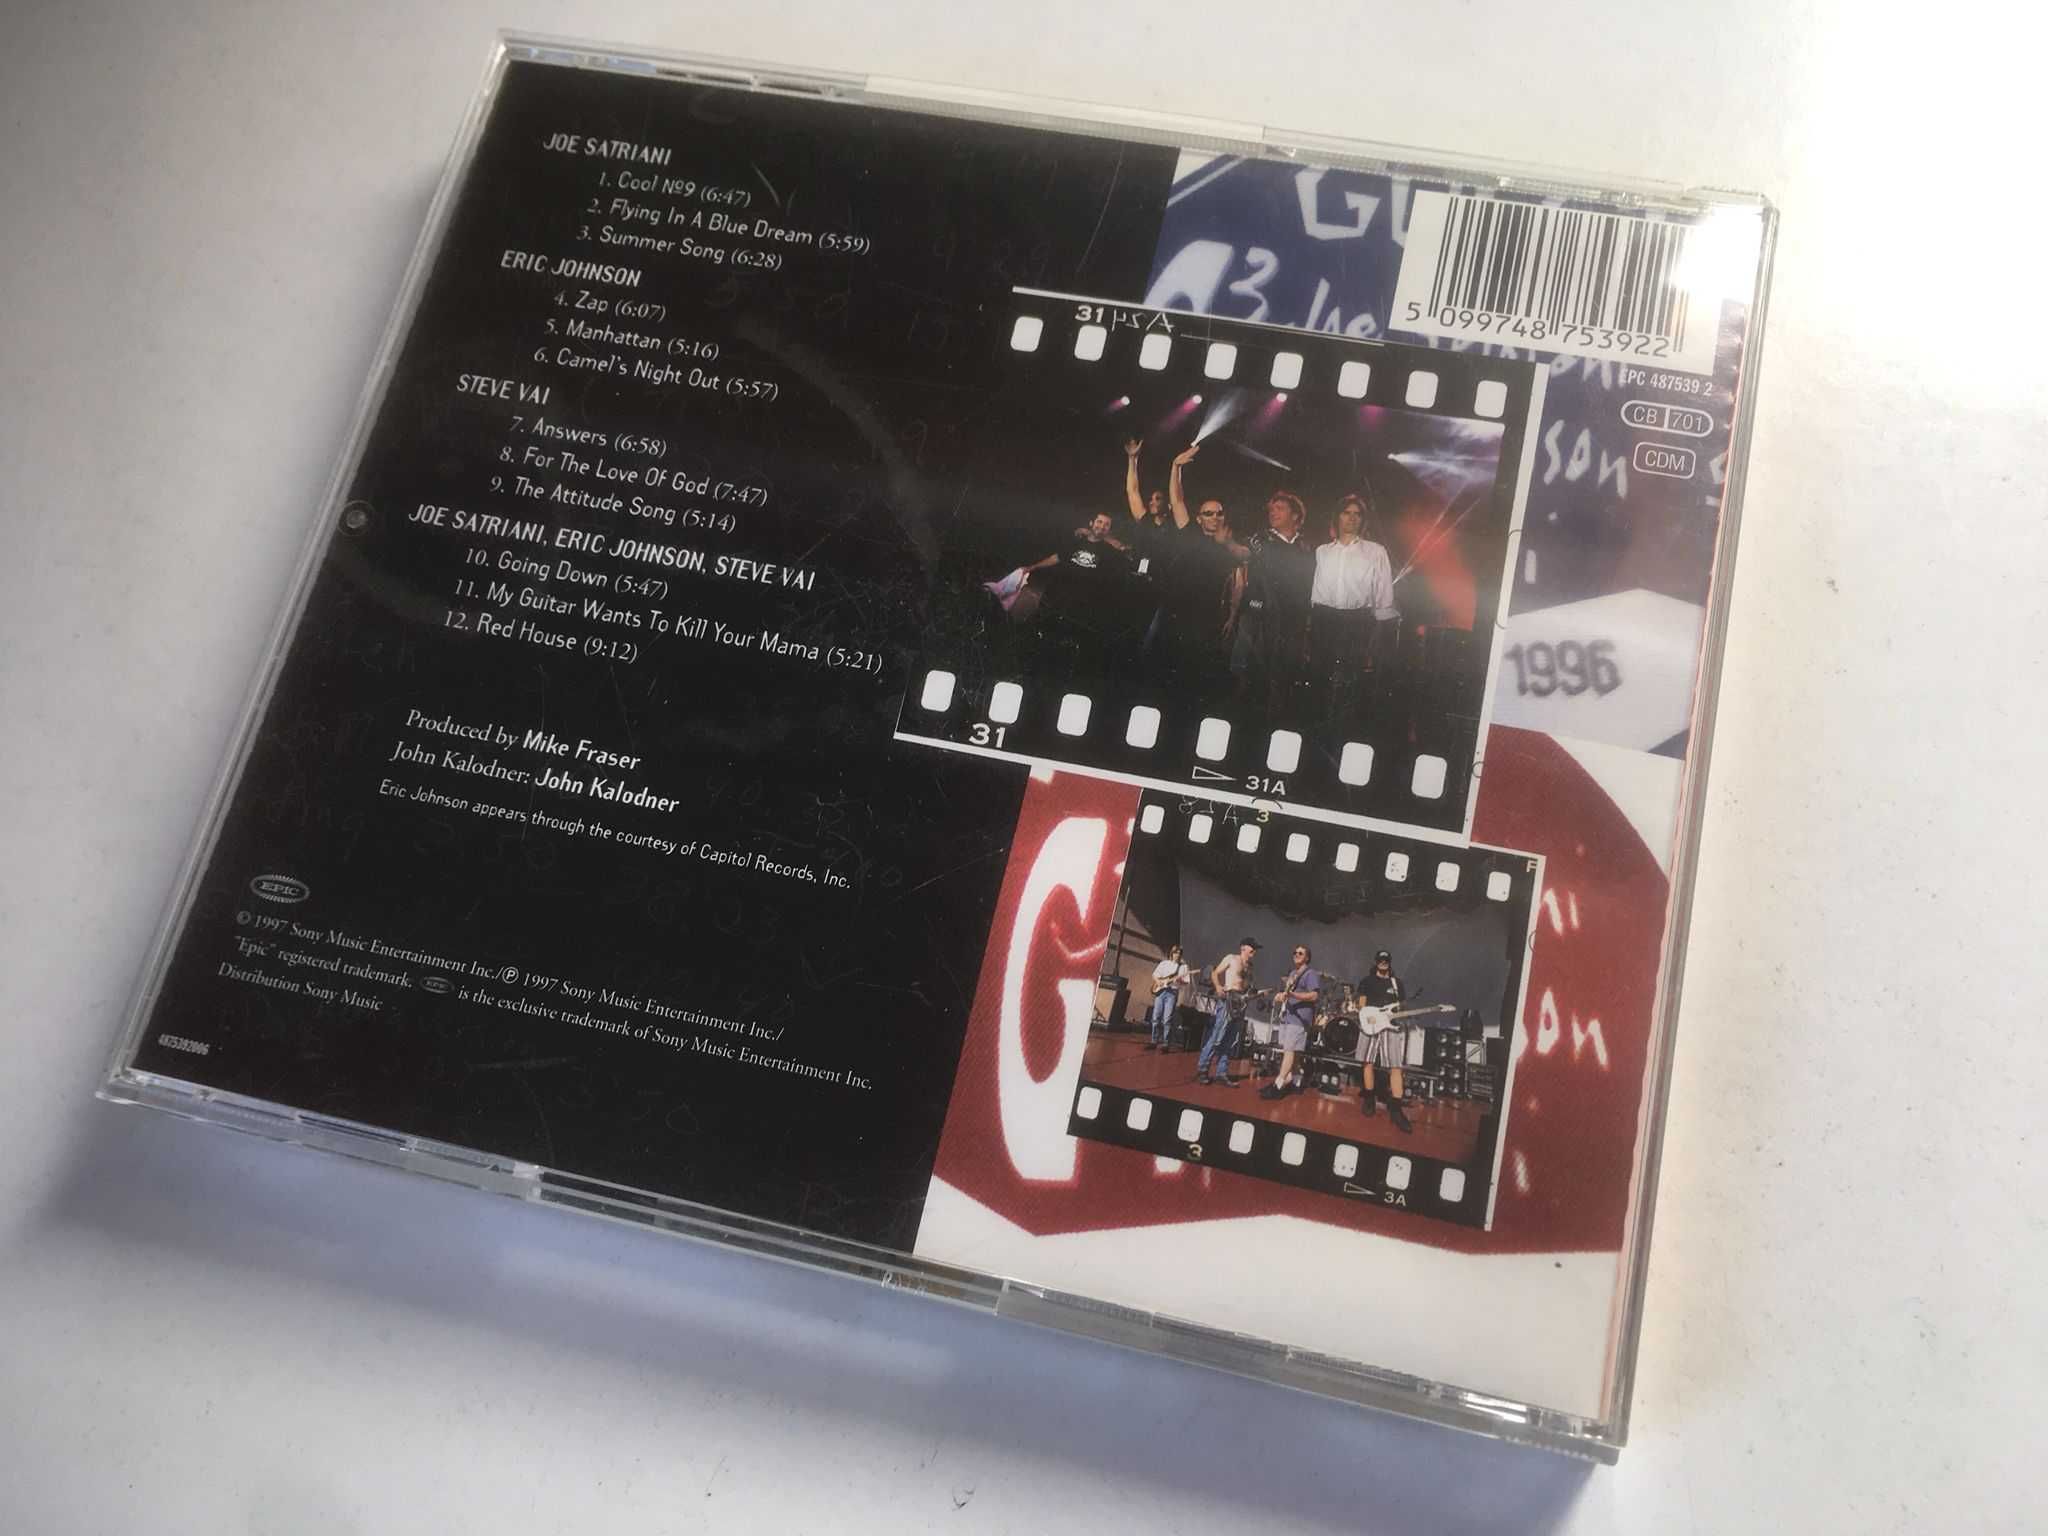 JOE SATRIANI
1. Cool №9 (6:47)
2. Flying In A Blue Dream (5:59)
3. Summer Song (6:28)
ERIC JOHNSON
4. Zap (6:07)
5. Manhattan (5:16)
6. Camel's Night Out (5:57)
STEVE VAI
7. Answers (6:58)
8. For The Love Of God (7:47)
9. The Attitude Song (5:14)
JOE SATRIANI, ERIC JOHNSON, STEVE VAI
10. Going Down (5:47)
11. My Guitar Wants To Kill Your Mama (5:21)
12. Red House (9:12)
Produced by Mike Fraser
John Kalodner: John Kalodner
Eric Johnson appears through the courtesy of Capitol Records, Inc.
EPIC
© 1997 Sony Music Entertainment Inc./℗ 1997 Sony Music Entertainment Inc./
"Epic" registered trademark. EPIC is the exclusive trademark of Sony Music Entertainment Inc.
Distribution Sony Music
4875392006
5 099748 753922
EPC 487539 2
CB 701
CDM
1996
31
31
31A
3
3
3A